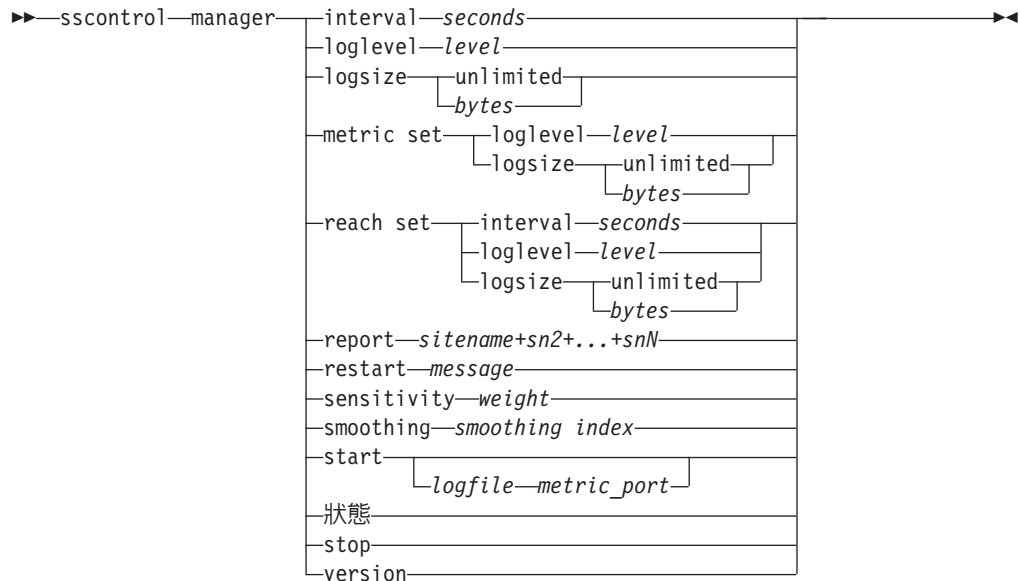 sscontrol manager interval seconds
loglevel level
logsize unlimited
bytes
metric set loglevel level
logsize unlimited
bytes
reach set interval seconds
loglevel level
logsize unlimited
bytes
report sitename+sn2+...+snN
restart message
sensitivity weight
smoothing smoothing index
start
logfile metric_port
狀態
stop
version